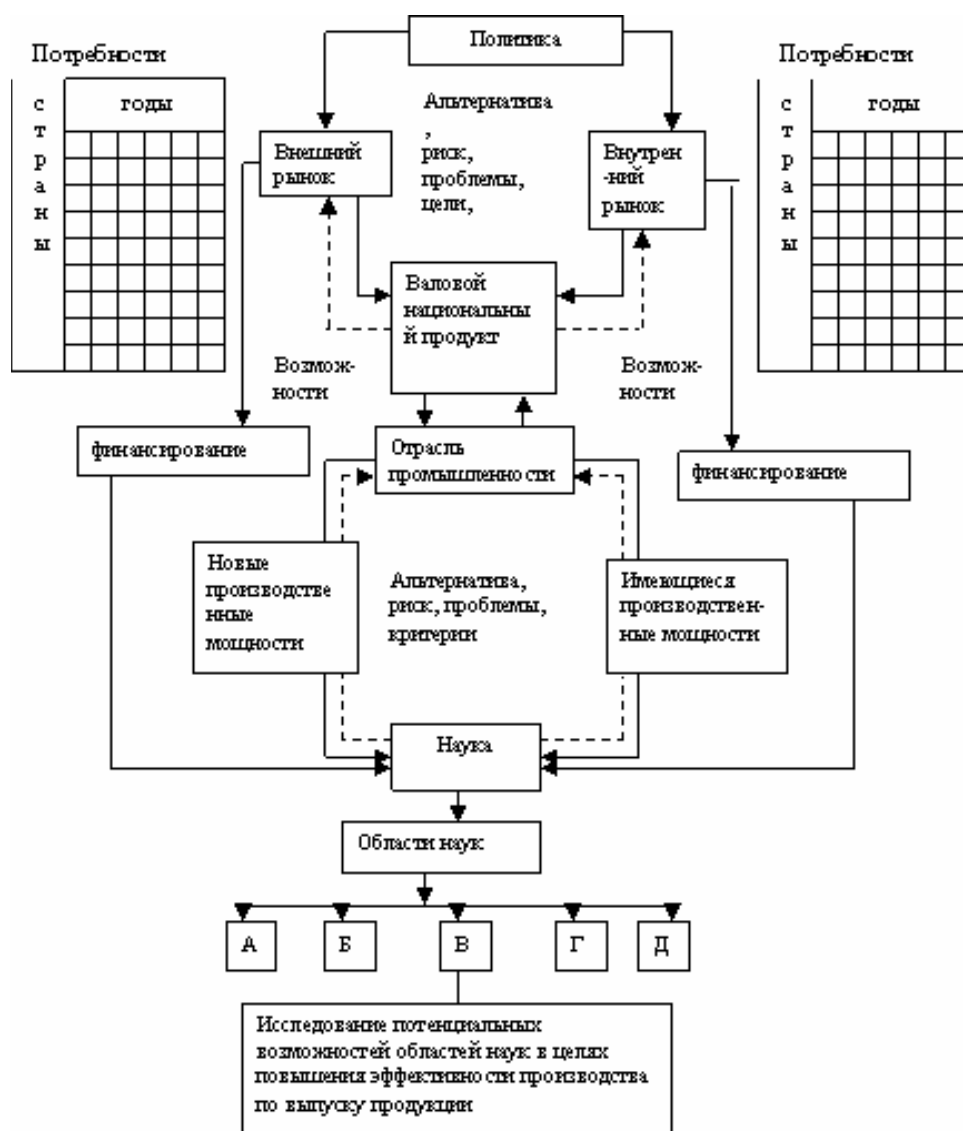 Политика
Потребности
Потребности
страны
годы
страны
годы
Альтернатива
,
риск,
проблемы,
цели,
Внешний
рынок
Внутрен
-ний
рынок
Валовой
национальны
й продукт
Возмож-
ности
Возмож-
ности
финансирование
Отрасль
промышленности
финансирование
Новые
производстве
нные
мощности
Альтернатива,
риск, проблемы,
критерии
Имеющиеся
производствен-
ные мощности
Наука
Области наук
А
Б
В
Г
Д
Исследование потенциальных
возможностей областей наук в целях
повышения эффективности производства
по выпуску продукции